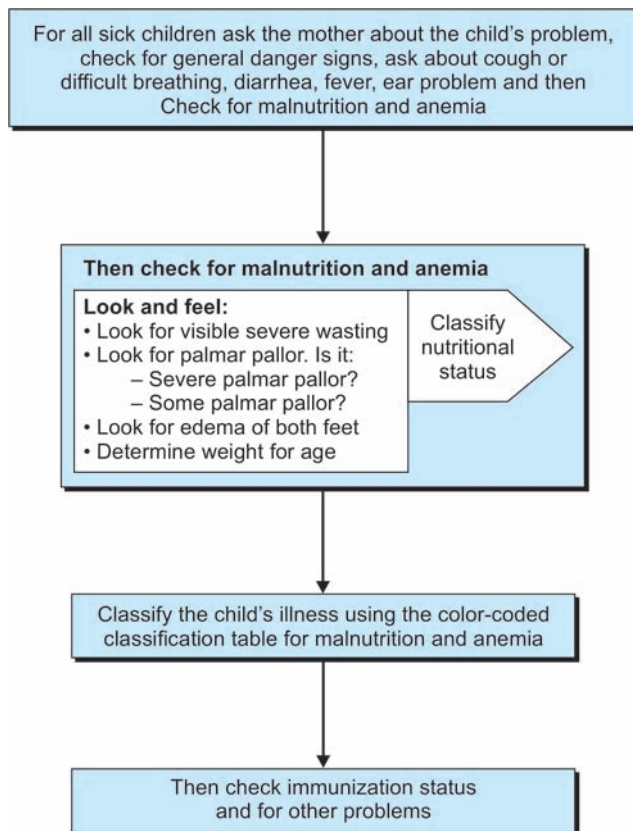 For all sick children ask the mother about the child's problem,
check for general danger signs, ask about cough or
difficult breathing, diarrhea, fever, ear problem and then
Check for malnutrition and anemia
Then check for malnutrition and anemia
Look and feel:
• Look for visible severe wasting
• Look for palmar pallor. Is it:
– Severe palmar pallor?
– Some palmar pallor?
• Look for edema of both feet
• Determine weight for age
Classify
nutritional
status
Classify the child's illness using the color-coded
classification table for malnutrition and anemia
Then check immunization status
and for other problems